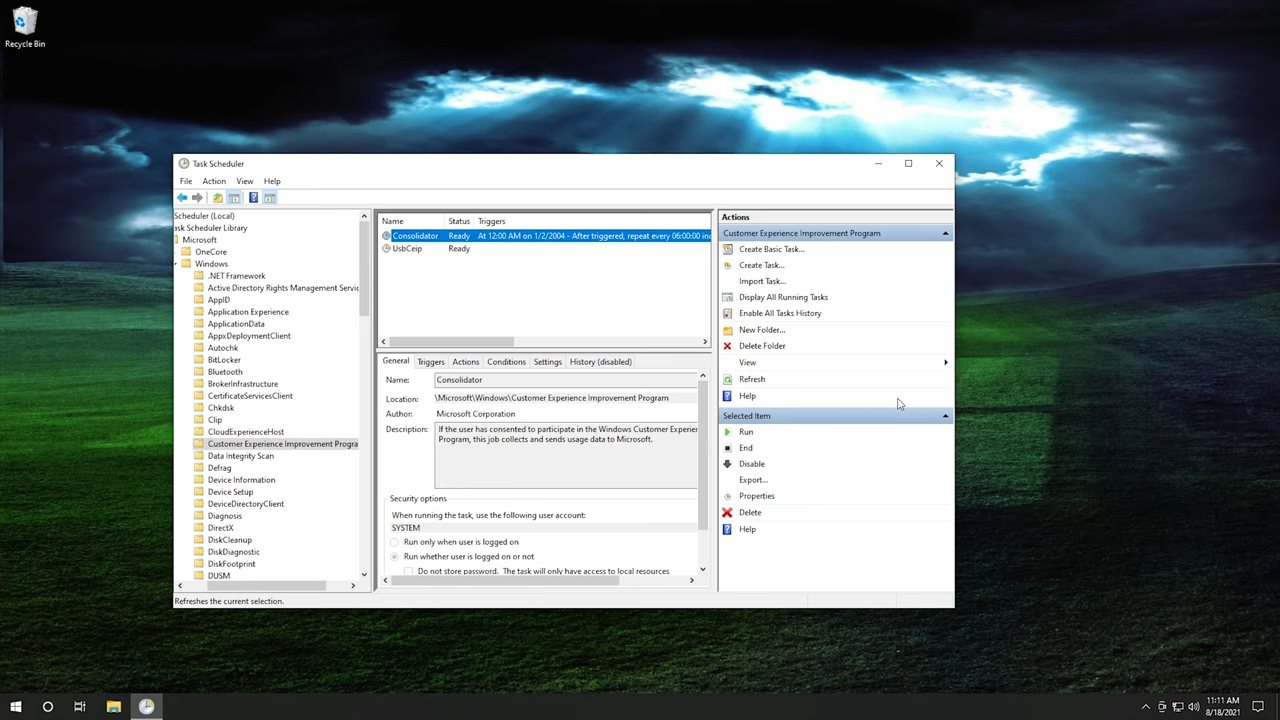 Recycle Bin
Task Scheduler
File Action View Help
Scheduler (Local)
ask Scheduler Library
Microsoft
OneCore
Windows
.NET Framework
Active Directory Rights Management Servic
AppID
Application Experience
ApplicationData
AppxDeploymentClient
Autochk
BitLocker
Bluetooth
BrokerInfrastructure
CertificateServicesClient
Chkdsk
Clip
CloudExperienceHost
Customer Experience Improvement Progra
Data Integrity Scan
Defrag
Device Information
Device Setup
DeviceDirectoryClient
Diagnosis
DirectX
DiskCleanup
DiskDiagnostic
DiskFootprint
DUSM
Name Status Triggers
Consolidator Ready At 12:00 AM on 1/2/2004 - After triggered, repeat every 06:00:00 ind
UsbCeip Ready
General Triggers Actions Conditions Settings History (disabled)
Name: Consolidator
Location: \Microsoft\Windows\Customer Experience Improvement Program
Author: Microsoft Corporation
Description: If the user has consented to participate in the Windows Customer Experien
Program, this job collects and sends usage data to Microsoft.
Security options
When running the task, use the following user account:
SYSTEM
Run only when user is logged on
Run whether user is logged on or not
Do not store password. The task will only have access to local resources
Actions
Customer Experience Improvement Program
Create Basic Task...
Create Task...
Import Task...
Display All Running Tasks
Enable All Tasks History
New Folder...
Delete Folder
View
Refresh
Help
Selected Item
Run
End
Disable
Export...
Properties
Delete
Help
Refreshes the current selection.
11:11 AM
8/18/2021